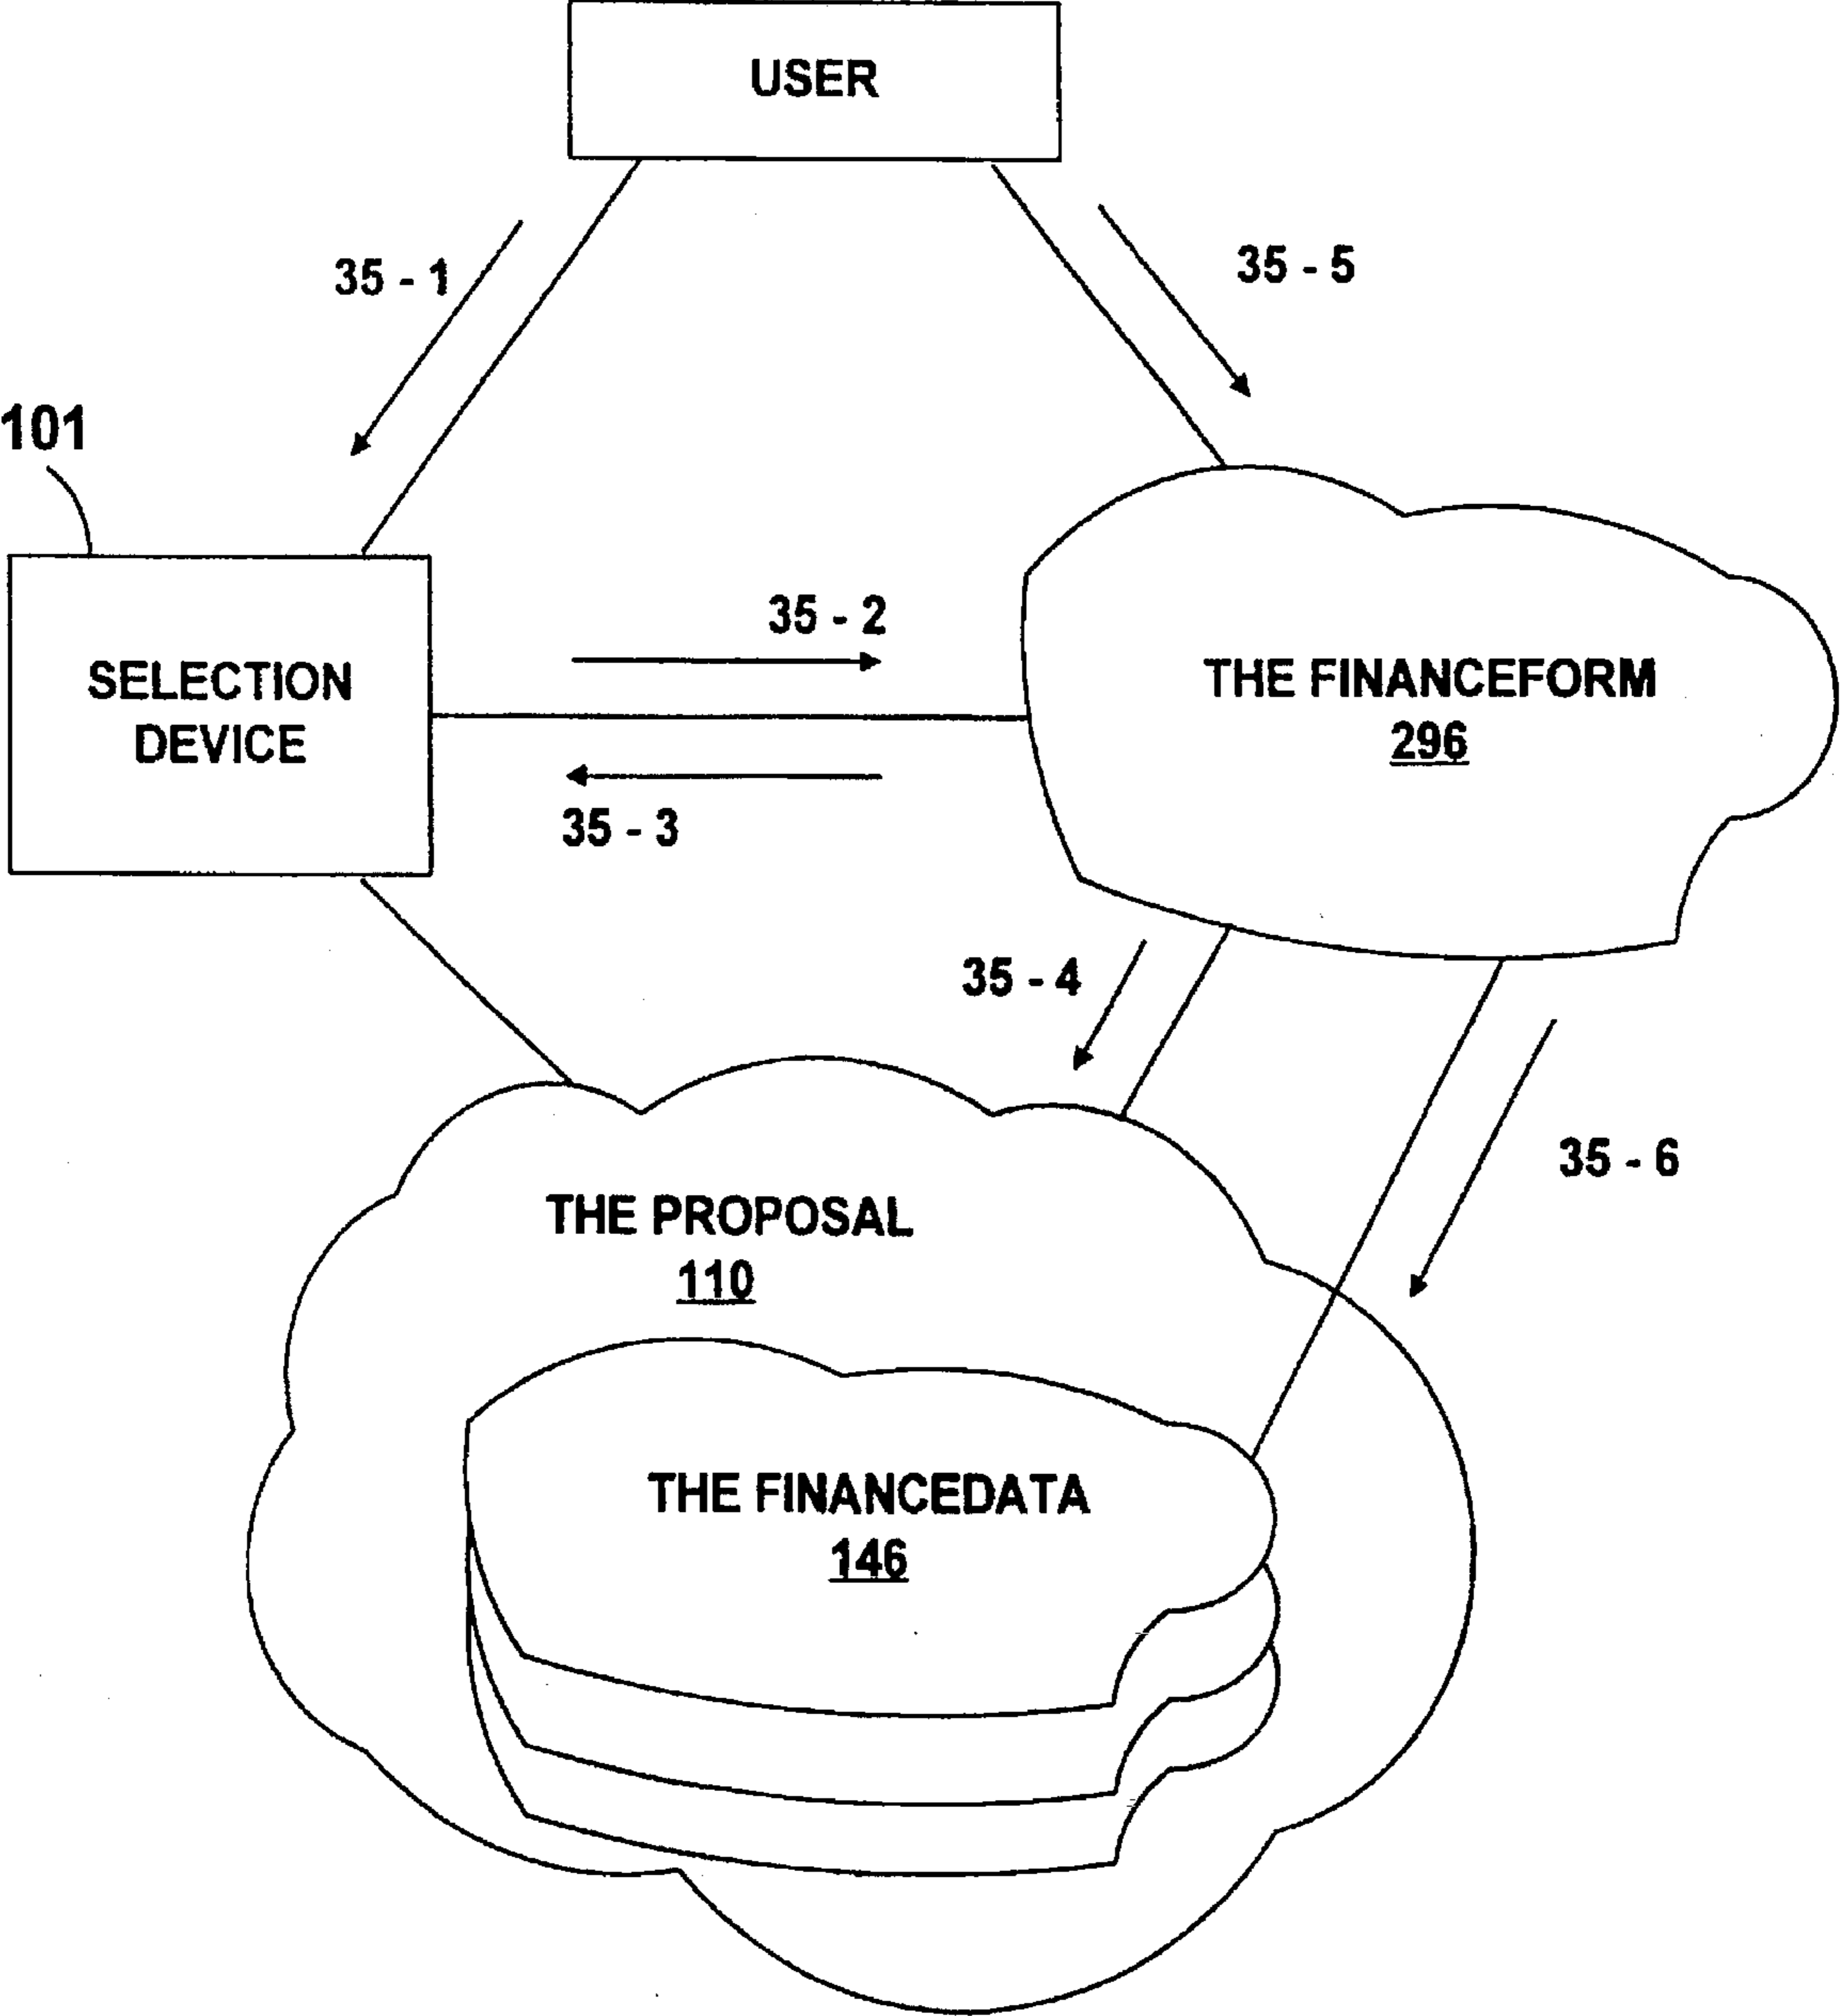 USER
35 - 1
35 - 5
101
35 - 2
SELECTION
DEVICE
THE FINANCEFORM
296
35 - 3
35 - 4
35 - 6
THE PROPOSAL
110
THE FINANCEDATA
146